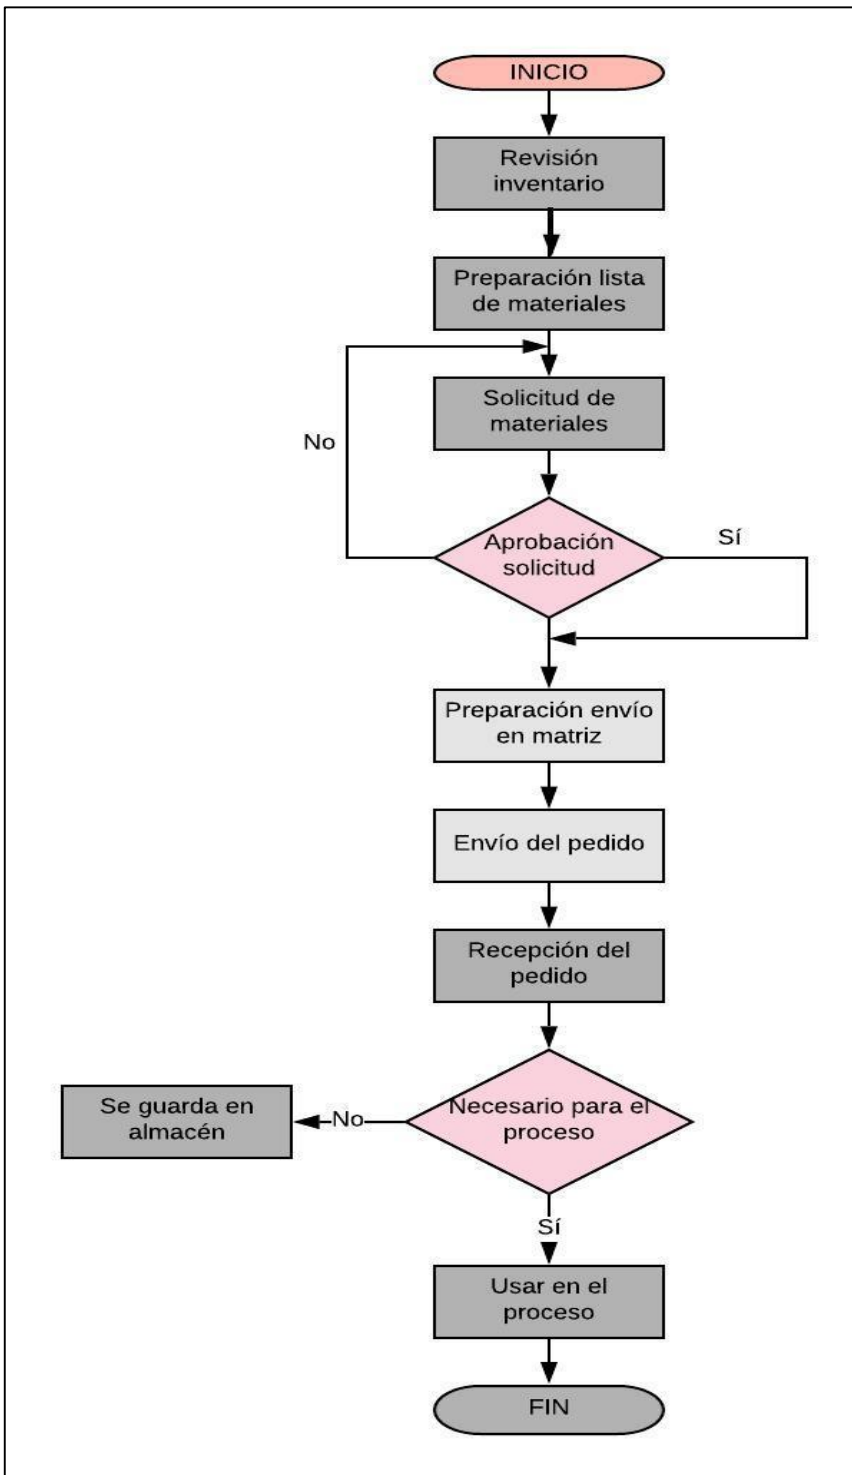 INICIO
Revisión
inventario
Preparación lista
de materiales
Solicitud de
materiales
No
Aprobación
solicitud
Sí
Preparación envío
en matriz
Envío del pedido
Recepción del
pedido
Necesario para el
proceso
No
Se guarda en
almacén
Sí
Usar en el
proceso
FIN